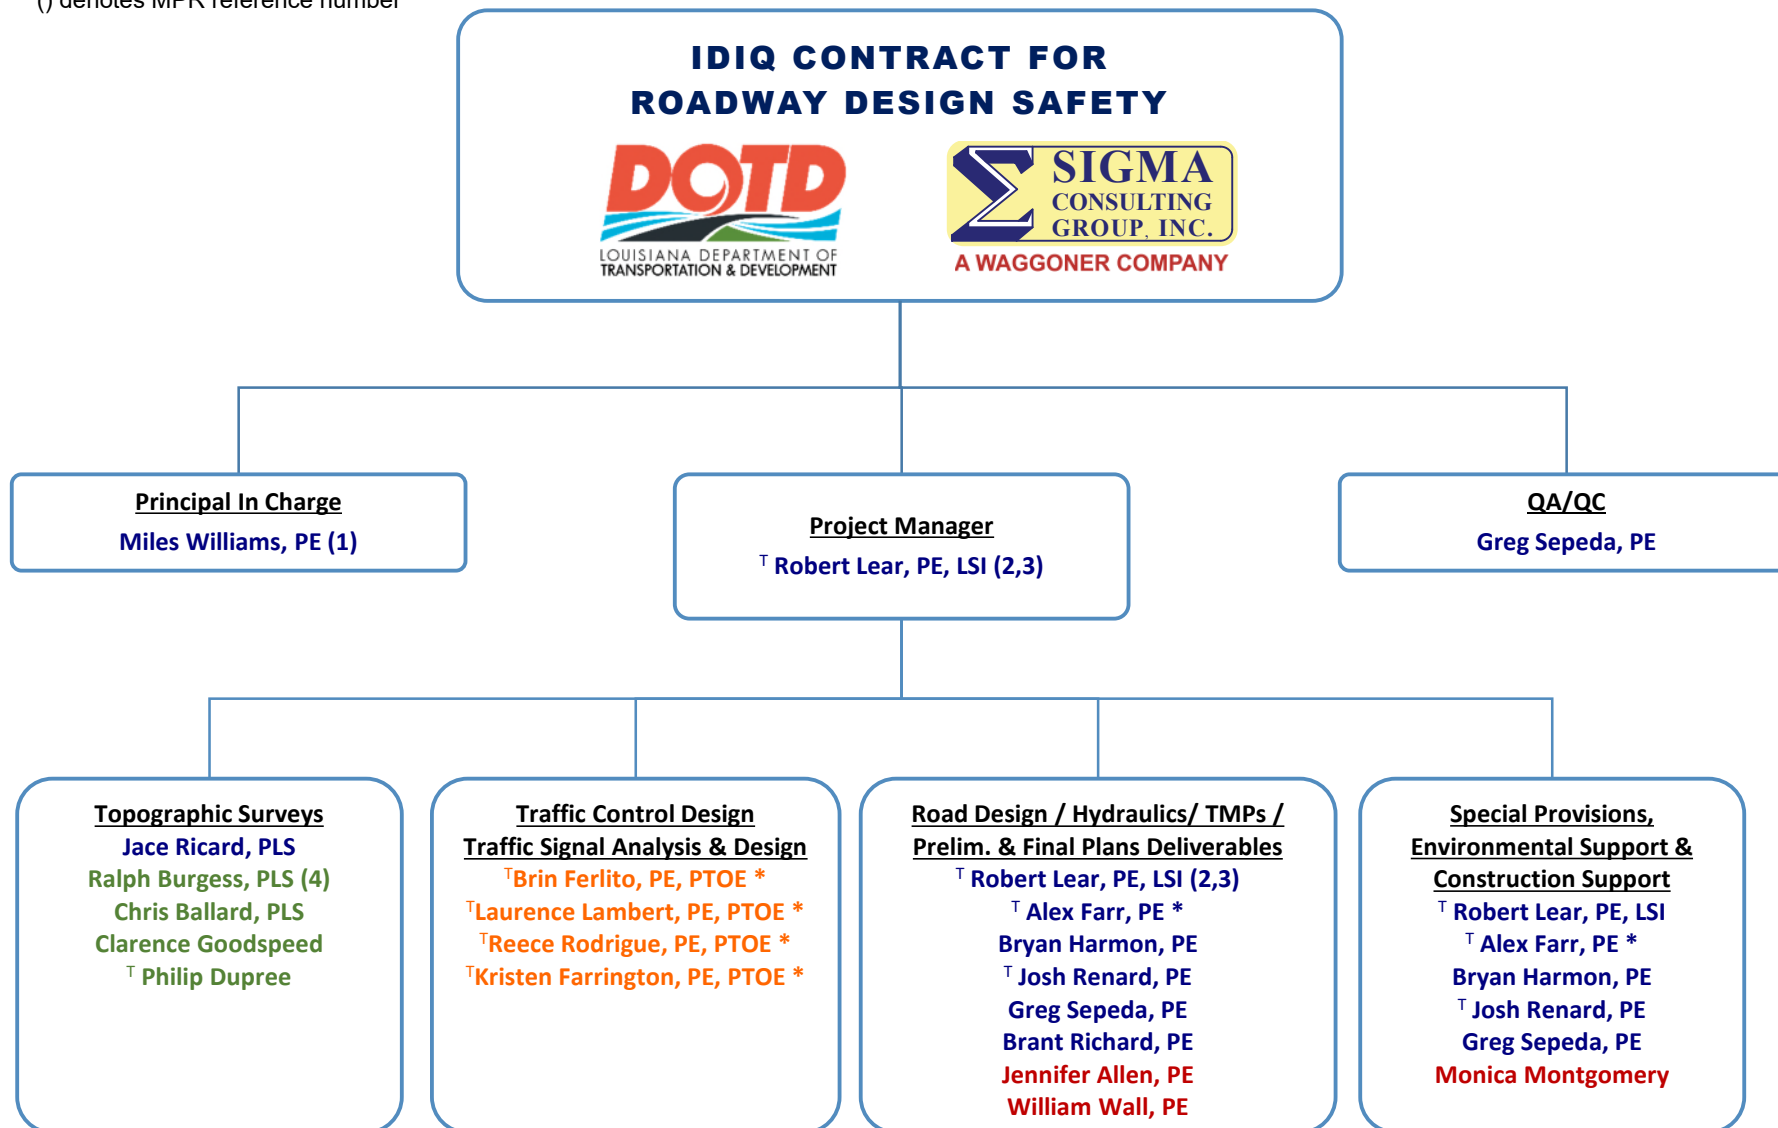 () denotes MPR reference number
IDIQ CONTRACT FOR
ROADWAY DESIGN SAFETY
DOTD
LOUISIANA DEPARTMENT OF
TRANSPORTATION & DEVELOPMENT
Σ SIGMA
CONSULTING
GROUP, INC.
A WAGGONER COMPANY
Principal In Charge
Miles Williams, PE (1)
Project Manager
T Robert Lear, PE, LSI (2,3)
QA/QC
Greg Sepeda, PE
Topographic Surveys
Jace Ricard, PLS
Ralph Burgess, PLS (4)
Chris Ballard, PLS
Clarence Goodspeed
T Philip Dupree
Traffic Control Design
Traffic Signal Analysis & Design
TBrin Ferlito, PE, PTOE *
TLaurence Lambert, PE, PTOE *
TReece Rodrigue, PE, PTOE *
TKristen Farrington, PE, PTOE *
Road Design / Hydraulics/ TMPs /
Prelim. & Final Plans Deliverables
T Robert Lear, PE, LSI (2,3)
T Alex Farr, PE *
Bryan Harmon, PE
T Josh Renard, PE
Greg Sepeda, PE
Brant Richard, PE
Jennifer Allen, PE
William Wall, PE
Special Provisions,
Environmental Support &
Construction Support
T Robert Lear, PE, LSI
T Alex Farr, PE *
Bryan Harmon, PE
T Josh Renard, PE
Greg Sepeda, PE
Monica Montgomery